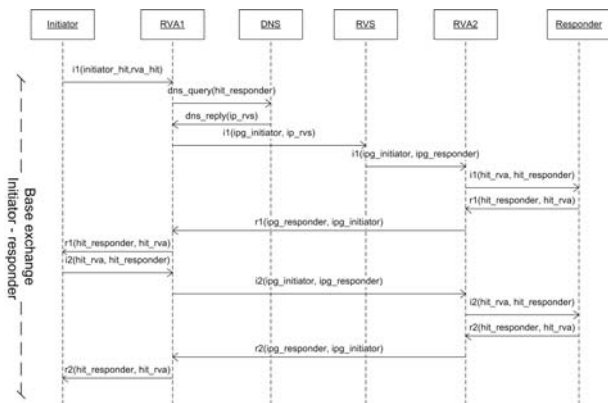 Initiator
RVA1
DNS
RVS
RVA2
Responder
i1(initiator_hit,rva_hit)
dns_query(hit_responder)
dns_reply(ip_rvs)
i1(ipg_initiator, ip_rvs)
i1(ipg_initiator, ipg_responder)
i1(hit_rva, hit_responder)
r1(hit_responder, hit_rva)
r1(ipg_responder, ipg_initiator)
r1(hit_responder, hit_rva)
i2(hit_rva, hit_responder)
i2(ipg_initiator, ipg_responder)
i2(hit_rva, hit_responder)
r2(hit_responder, hit_rva)
r2(ipg_responder, ipg_initiator)
r2(hit_responder, hit_rva)
Base exchange
Initiator - responder